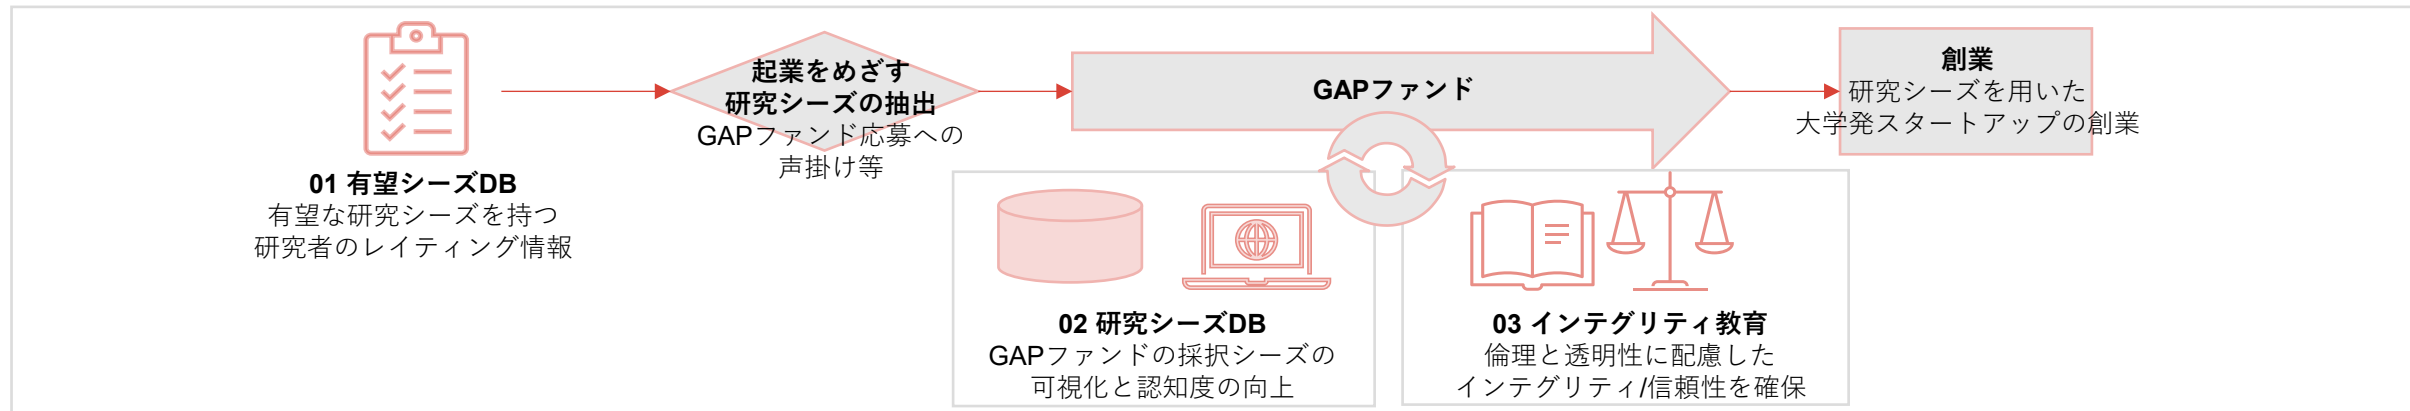 01 有望シーズDB
有望な研究シーズを持つ
研究者のレイティング情報
起業をめざす
研究シーズの抽出
GAPファンド応募への
声掛け等
GAPファンド
創業
研究シーズを用いた
大学発スタートアップの創業
02 研究シーズDB
GAPファンドの採択シーズの
可視化と認知度の向上
03 インテグリティ教育
倫理と透明性に配慮した
インテグリティ/信頼性を確保